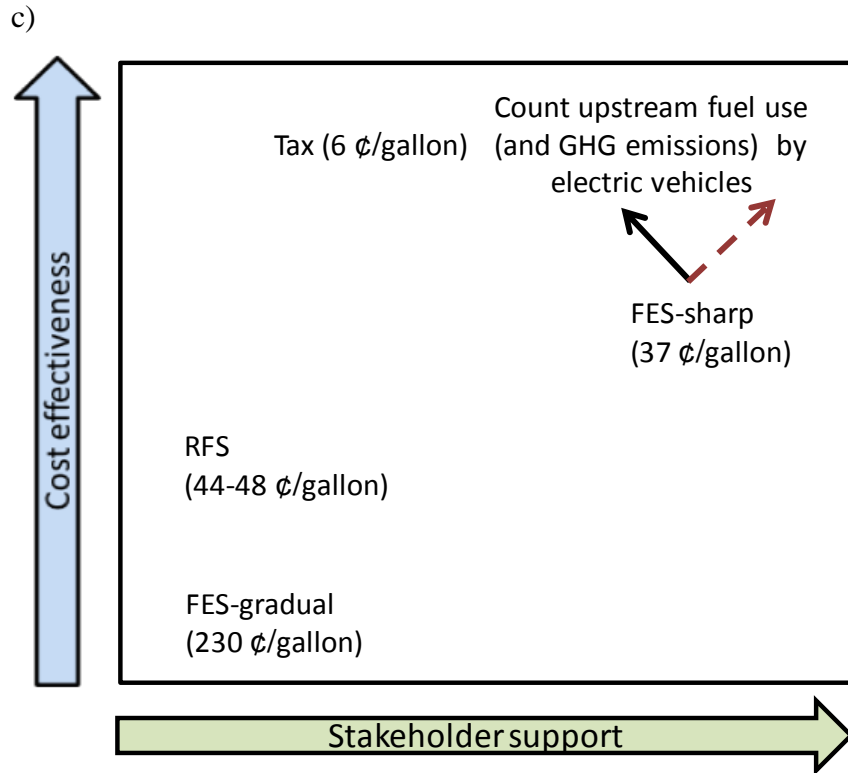 c)
Count upstream fuel use
Tax (6 ¢/gallon) (and GHG emissions) by
electric vehicles
FES-sharp
(37 ¢/gallon)
Cost effectiveness
RFS
(44-48 ¢/gallon)
FES-gradual
(230 ¢/gallon)
Stakeholder support